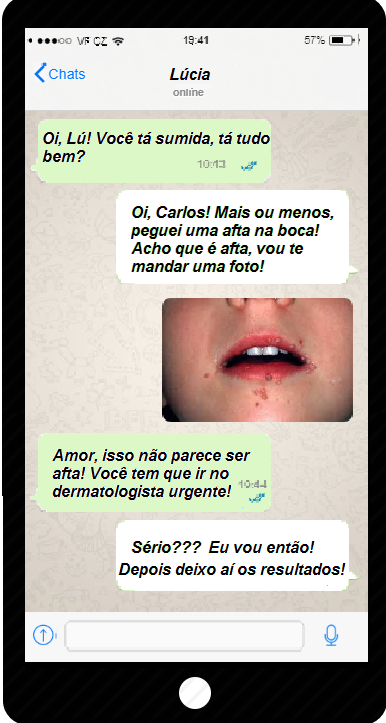 VF CZ 19:41 57%
Chats Lúcia
online
Oi, Lú! Você tá sumida, tá tudo
bem?
10:43
Oi, Carlos! Mais ou menos,
peguei uma afta na boca!
Acho que é afta, vou te
mandar uma foto!
Amor, isso não parece ser
afta! Você tem que ir no
dermatologista urgente!
10:44
Sério??? Eu vou então!
Depois deixo aí os resultados!